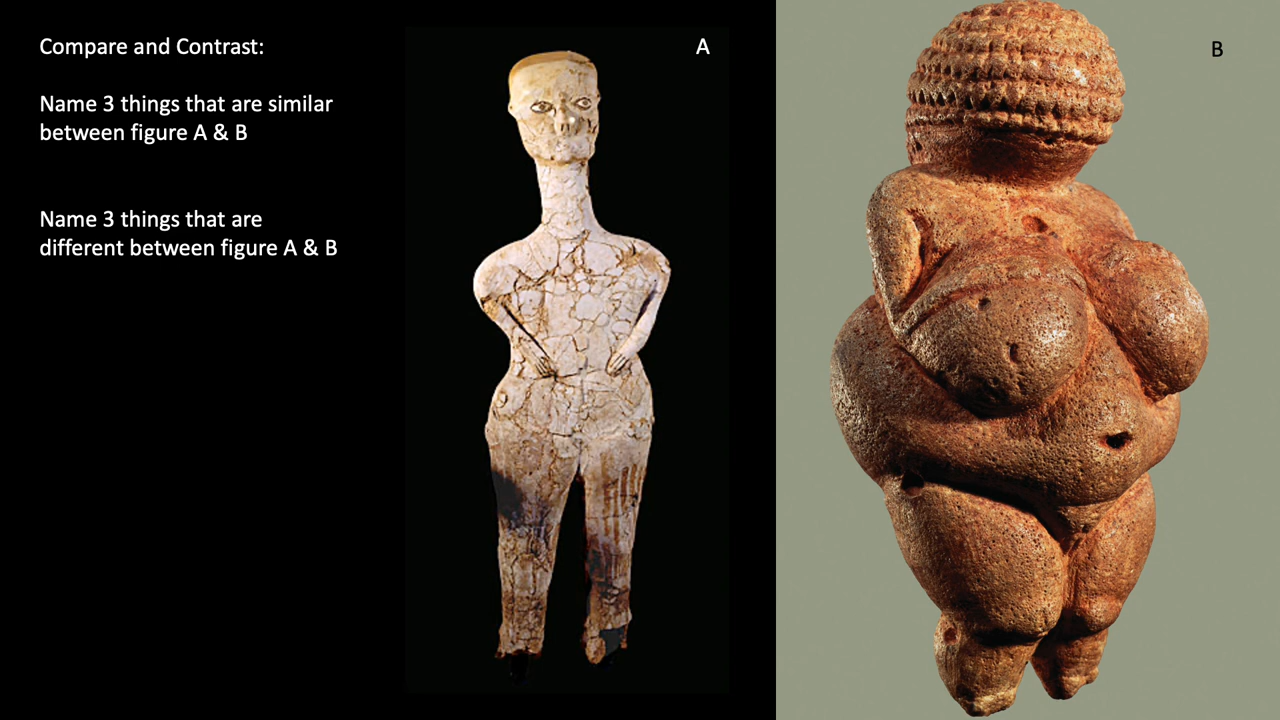 Compare and Contrast:
Name 3 things that are similar
between figure A & B
Name 3 things that are
different between figure A & B
A
B